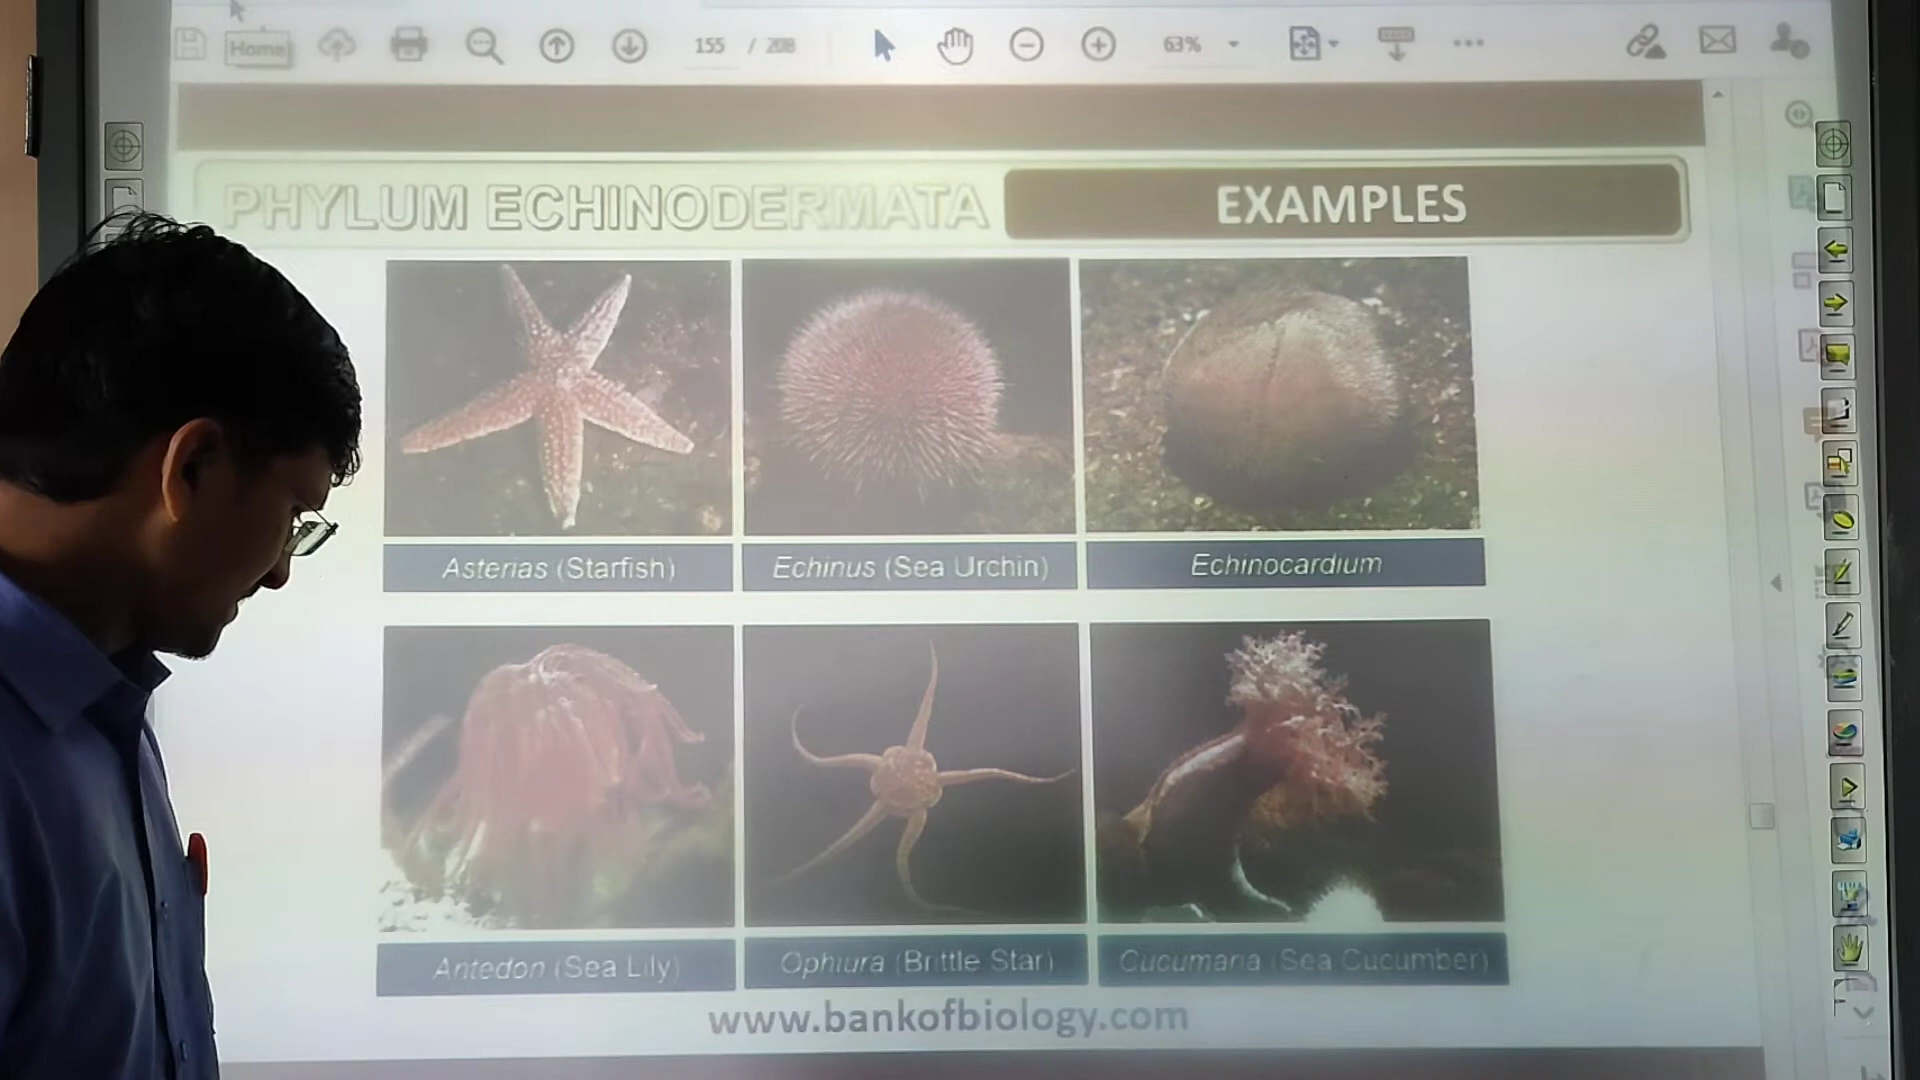 Home
155 / 208
63%
PHYLUM ECHINODERMATA
EXAMPLES
Asterias (Starfish)
Echinus (Sea Urchin)
Echinocardium
Antedon (Sea Lily)
Ophiura (Brittle Star)
Cucumaria (Sea Cucumber)
www.bankofbiology.com